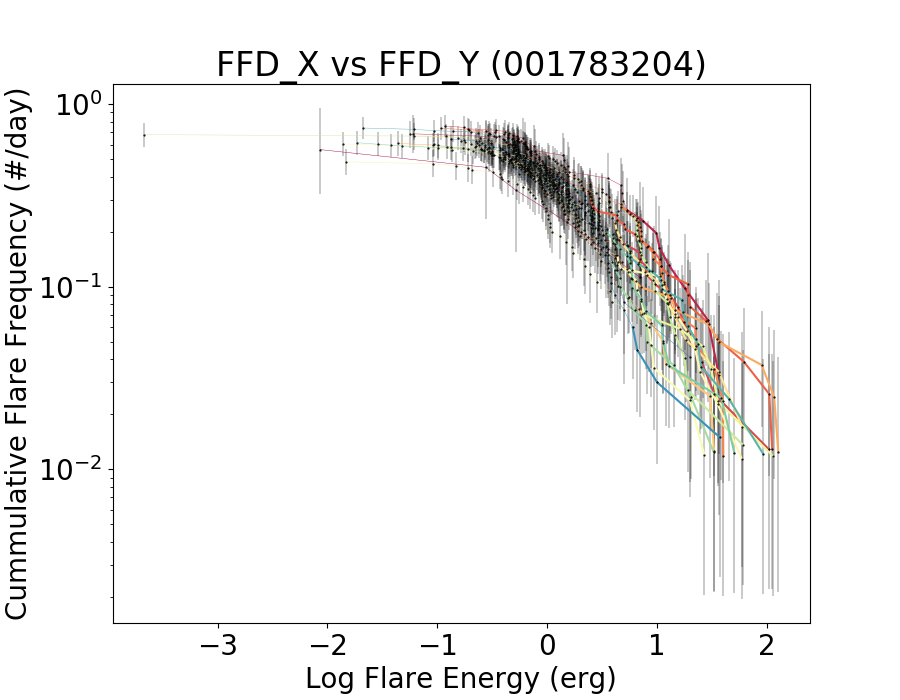 FFD_X vs FFD_Y (001783204)
Cummulative Flare Frequency (#/day)
10⁰
10⁻¹
10⁻²
−3 −2 −1 0 1 2
Log Flare Energy (erg)